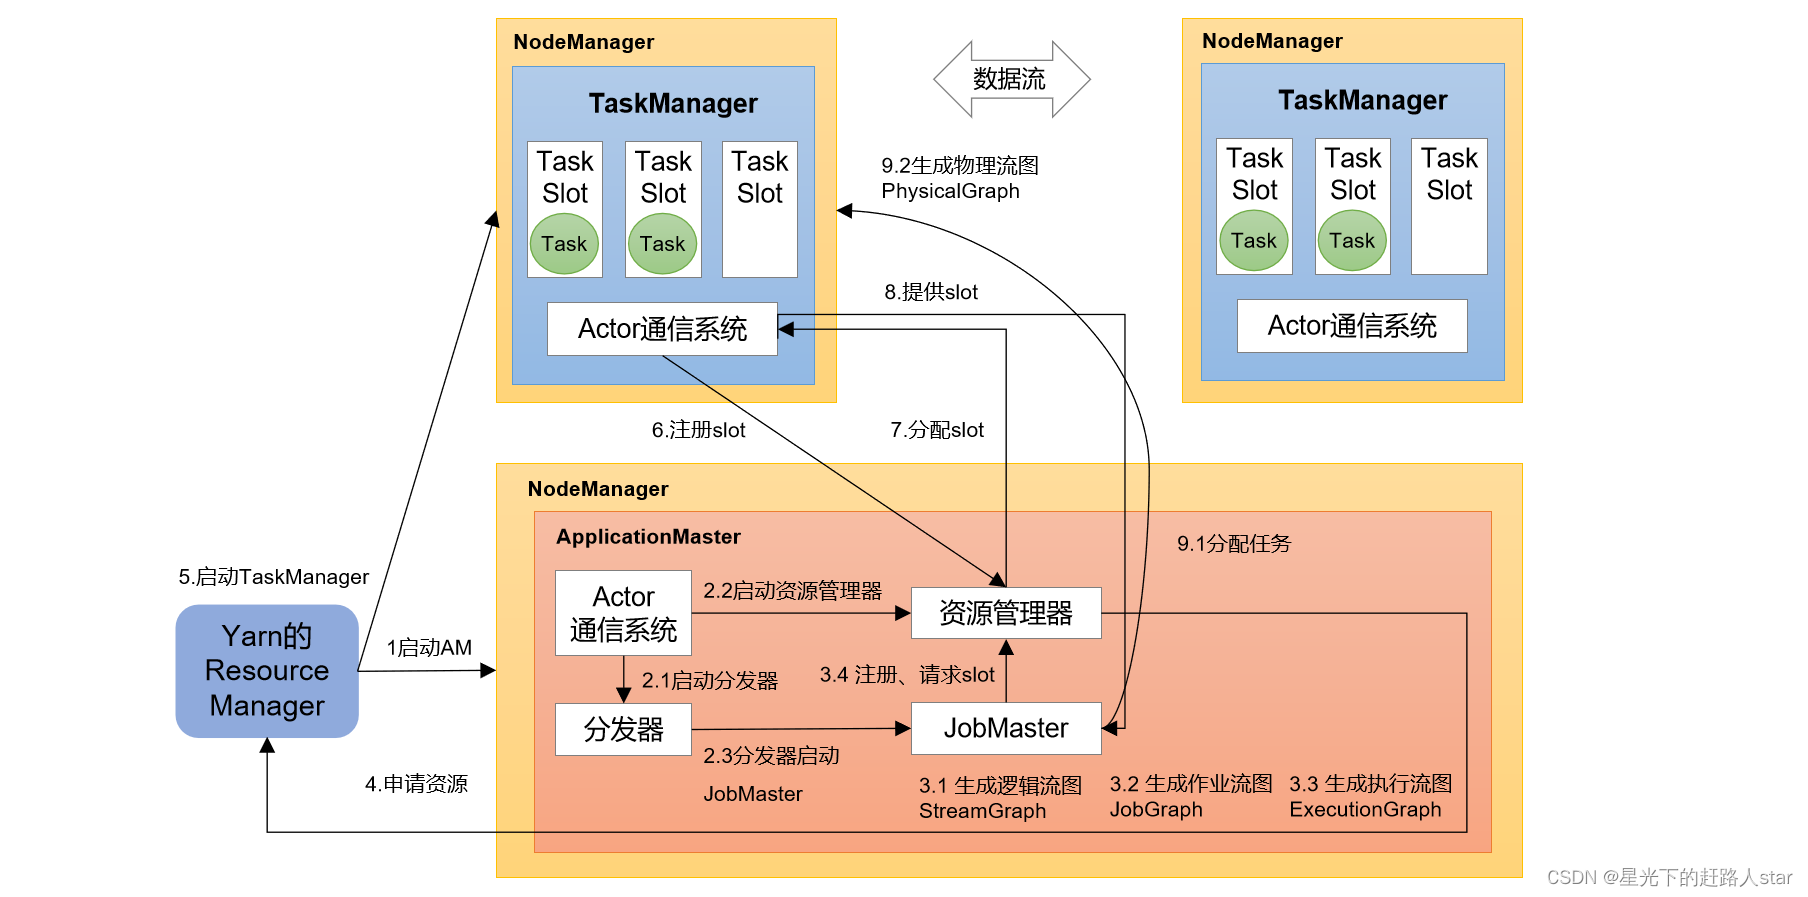 NodeManager
TaskManager
Task
Slot
Task
Task
Slot
Task
Task
Slot
Actor通信系统
数据流
NodeManager
TaskManager
Task
Slot
Task
Task
Slot
Task
Task
Slot
Actor通信系统
9.2生成物理流图
PhysicalGraph
8.提供slot
6.注册slot
7.分配slot
NodeManager
ApplicationMaster
9.1分配任务
5.启动TaskManager
Yarn的
Resource
Manager
1启动AM
Actor
通信系统
2.2启动资源管理器
资源管理器
2.1启动分发器
3.4 注册、请求slot
分发器
JobMaster
2.3分发器启动
JobMaster
4.申请资源
3.1 生成逻辑流图
StreamGraph
3.2 生成作业流图
JobGraph
3.3 生成执行流图
ExecutionGraph
CSDN @星光下的赶路人star